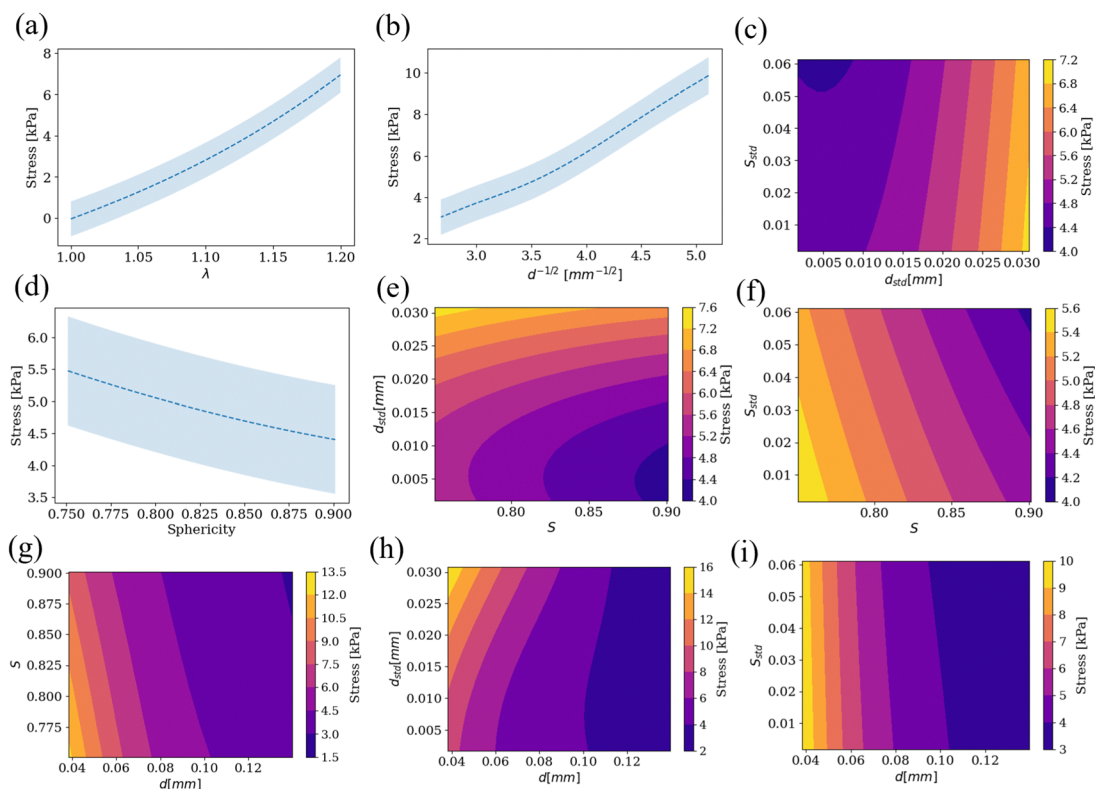 (a)
8
6
4
2
0
Stress [kPa]
1.00 1.05 1.10 1.15 1.20
λ
(b)
10
8
6
4
2
Stress [kPa]
3.0 3.5 4.0 4.5 5.0
d^{-1/2} [mm^{-1/2}]
(c)
0.06
0.05
0.04
0.03
0.02
0.01
S_{std}
0.005 0.010 0.015 0.020 0.025 0.030
d_{std}[mm]
7.2
6.8
6.4
6.0
5.6
5.2
4.8
4.4
4.0
Stress [kPa]
(d)
6.0
5.5
5.0
4.5
4.0
3.5
Stress [kPa]
0.750 0.775 0.800 0.825 0.850 0.875 0.900
Sphericity
(e)
0.030
0.025
0.020
0.015
0.010
0.005
d_{std}[mm]
0.80 0.85 0.90
S
7.6
7.2
6.8
6.4
6.0
5.6
5.2
4.8
4.4
4.0
Stress [kPa]
(f)
0.06
0.05
0.04
0.03
0.02
0.01
S_{std}
0.80 0.85 0.90
S
5.6
5.4
5.2
5.0
4.8
4.6
4.4
4.2
4.0
Stress [kPa]
(g)
0.900
0.875
0.850
0.825
0.800
0.775
S
0.04 0.06 0.08 0.10 0.12
d[mm]
13.5
12.0
10.5
9.0
7.5
6.0
4.5
3.0
1.5
Stress [kPa]
(h)
0.030
0.025
0.020
0.015
0.010
0.005
d_{std}[mm]
0.04 0.06 0.08 0.10 0.12
d[mm]
16
14
12
10
8
6
4
2
Stress [kPa]
(i)
0.06
0.05
0.04
0.03
0.02
0.01
S_{std}
0.04 0.06 0.08 0.10 0.12
d[mm]
10
9
8
7
6
5
4
3
Stress [kPa]